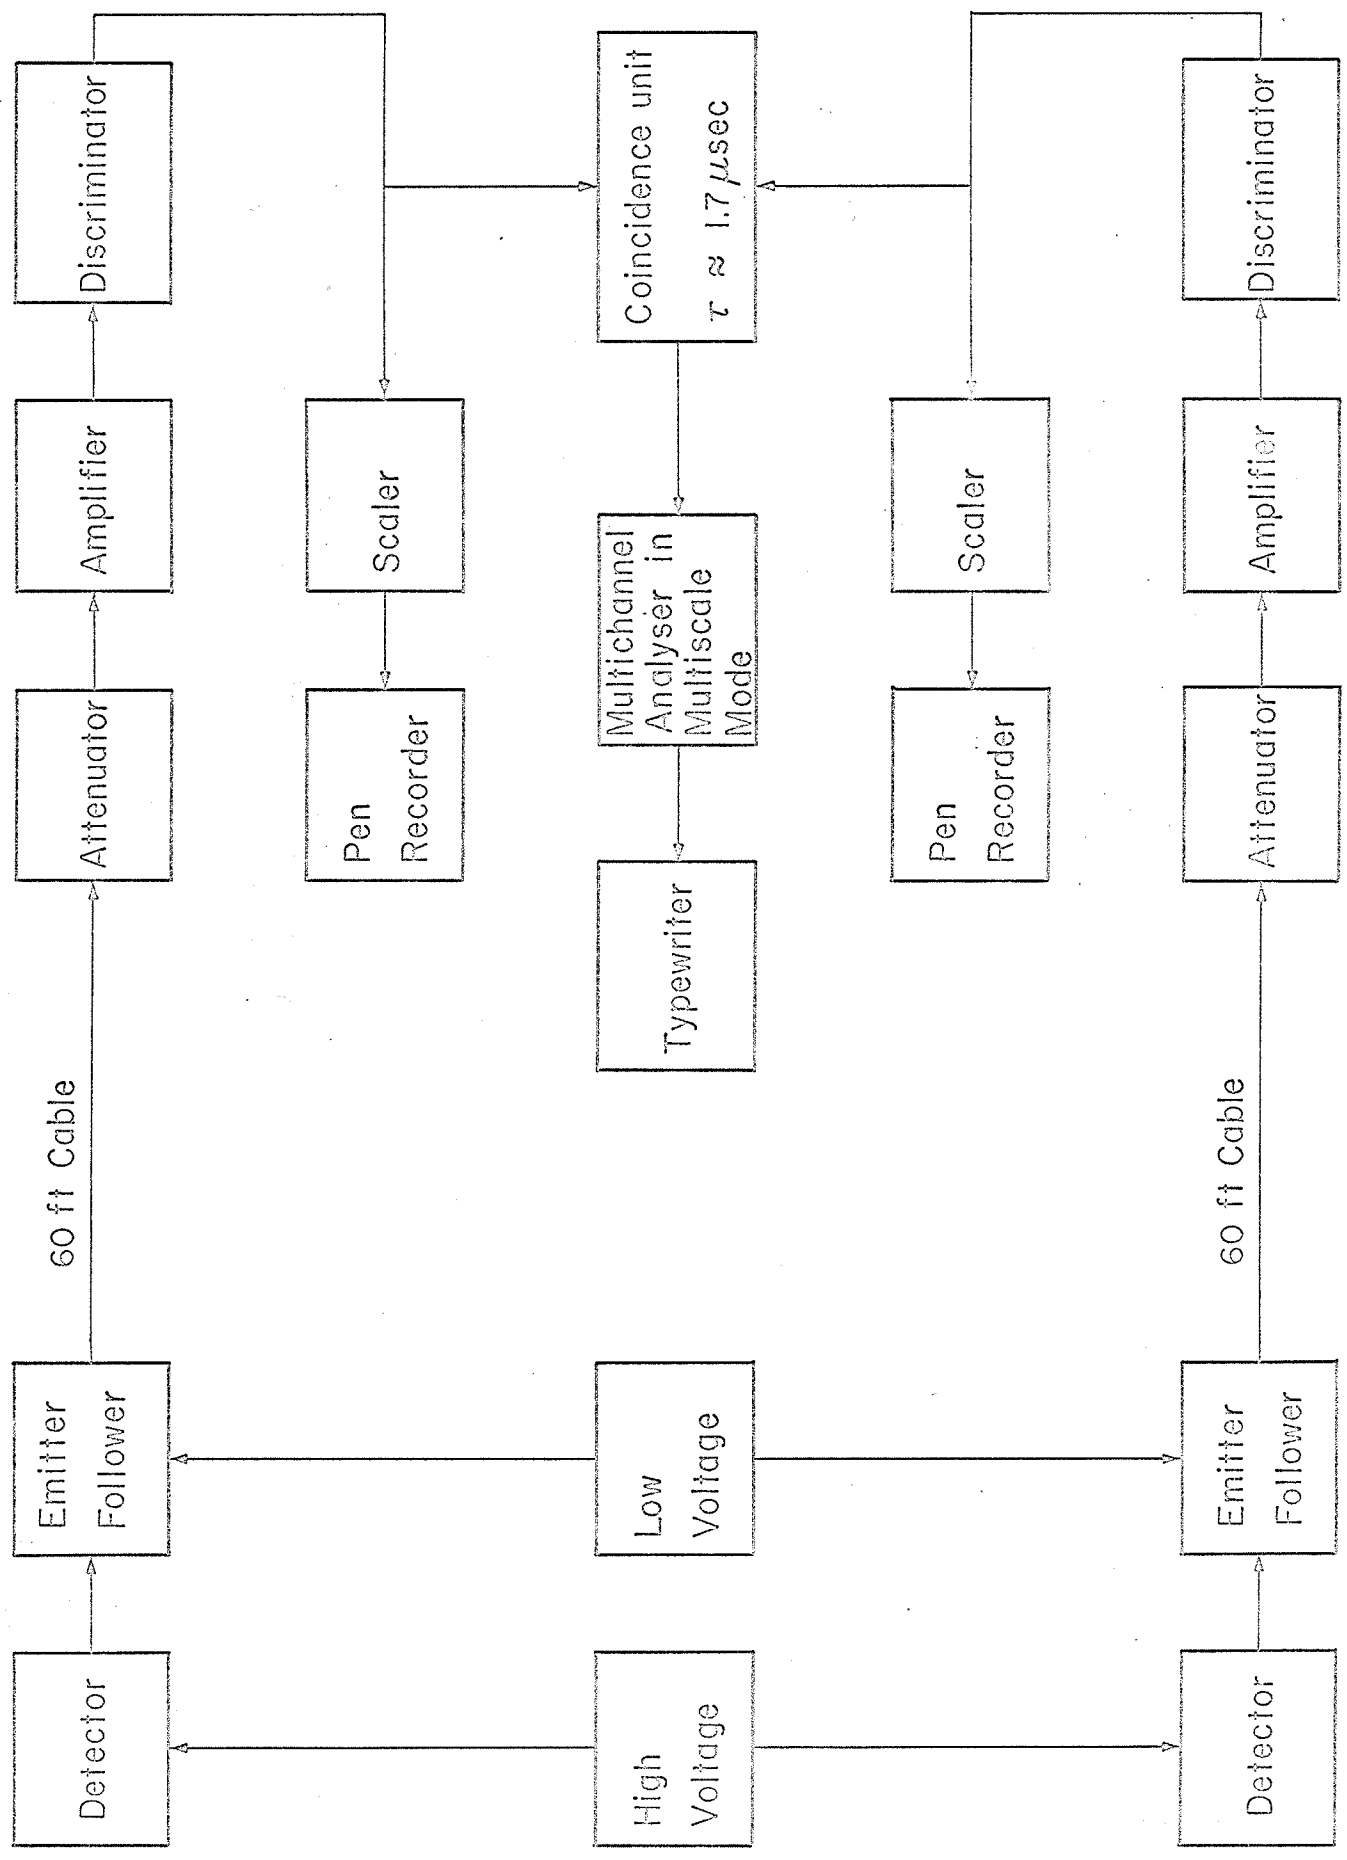 Detector
Emitter
Follower
60 ft Cable
Attenuator
Amplifier
Discriminator
Pen
Recorder
Scaler
High
Voltage
Low
Voltage
Typewriter
Multichannel
Analyser in
Multiscale
Mode
Coincidence unit
τ ≈ 1.7 μsec
Pen
Recorder
Scaler
Detector
Emitter
Follower
60 ft Cable
Attenuator
Amplifier
Discriminator